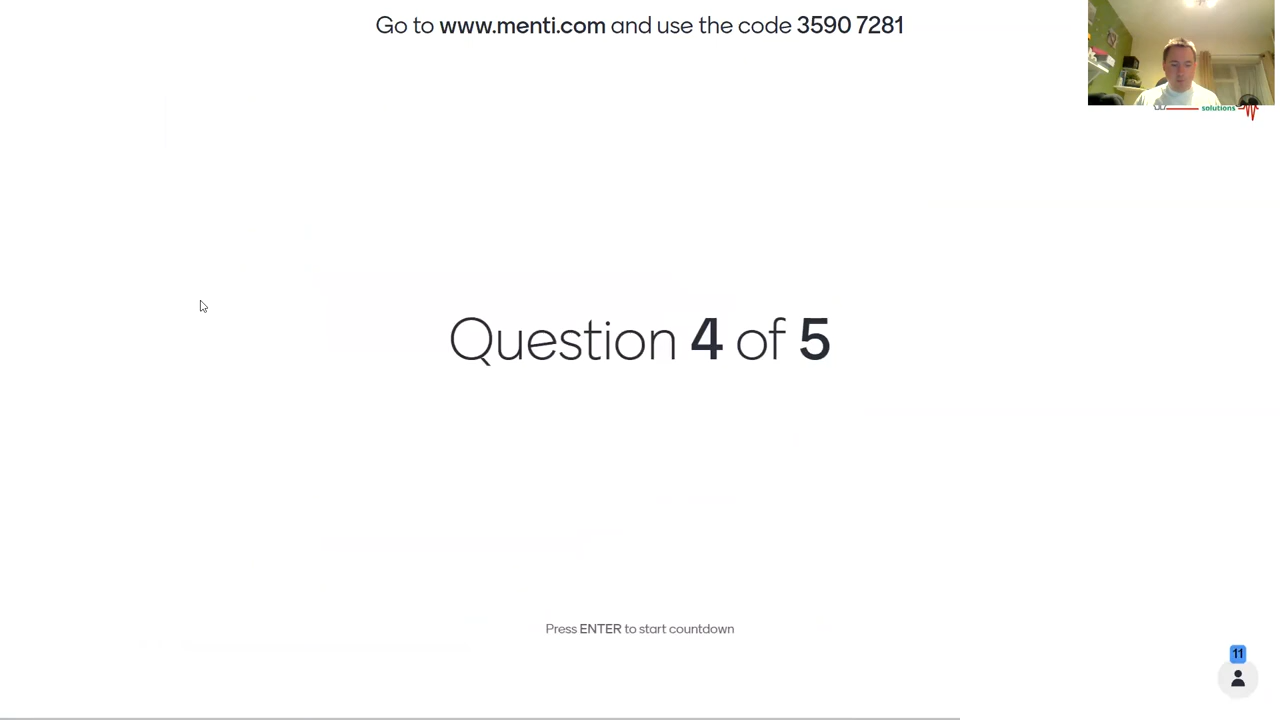 Go to www.menti.com and use the code 3590 7281
solutions
Question 4 of 5
Press ENTER to start countdown
11